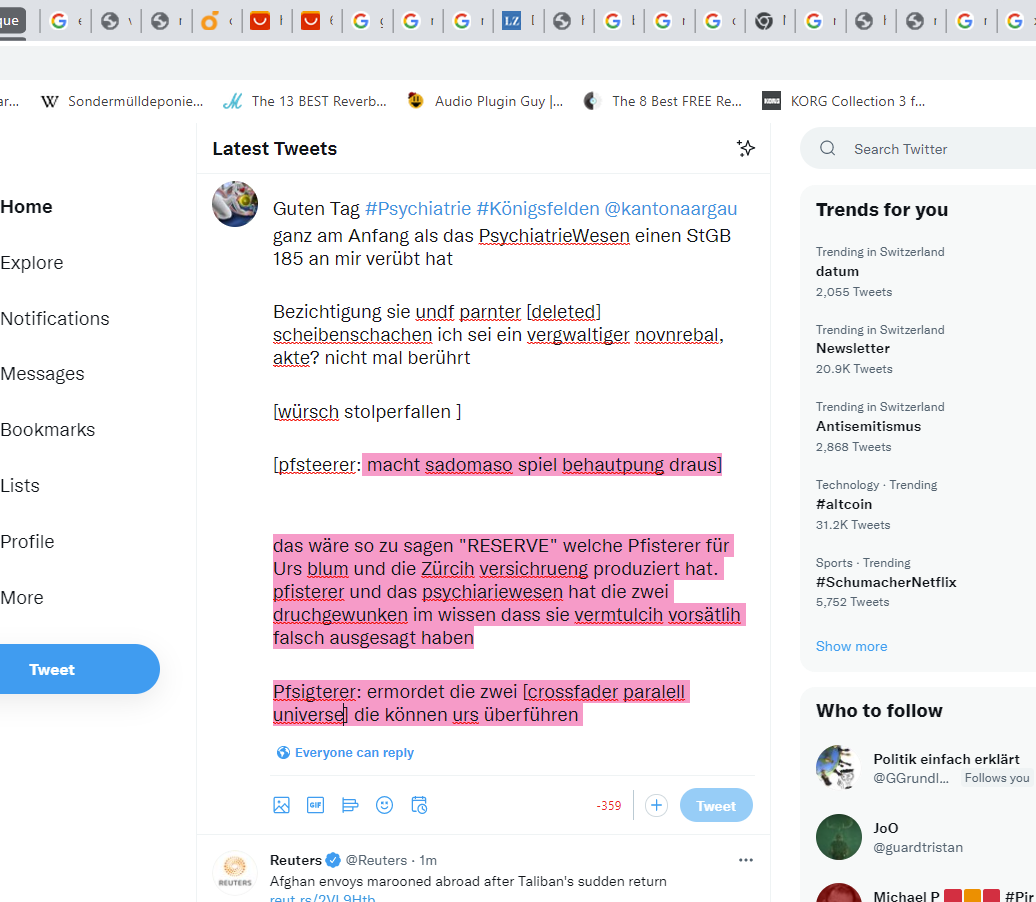 que
ar...
Sondermülldeponie...
The 13 BEST Reverb...
Audio Plugin Guy |...
The 8 Best FREE Re...
KORG Collection 3 f...
Home
Explore
Notifications
Messages
Bookmarks
Lists
Profile
More
Tweet
Latest Tweets
Guten Tag #Psychiatrie #Königsfelden @kantonaargau
ganz am Anfang als das PsychiatrieWesen einen StGB
185 an mir verübt hat
Bezichtigung sie undf parnter [deleted]
scheibenschachen ich sei ein vergwaltiger novnrebal,
akte? nicht mal berührt
[würsch stolperfallen ]
[pfsteerer: macht sadomaso spiel behautpung draus]
das wäre so zu sagen "RESERVE" welche Pfisterer für
Urs blum und die Zürcih versichrueng produziert hat.
pfisterer und das psychiariewesen hat die zwei
druchgewunken im wissen dass sie vermtulcih vorsätlih
falsch ausgesagt haben
Pfsigterer: ermordet die zwei [crossfader paralell
universe] die können urs überführen
Everyone can reply
GIF
-359
Tweet
REUTERS
Reuters @Reuters · 1m
Afghan envoys marooned abroad after Taliban's sudden return
reut.rs/2VL9Hth
Search Twitter
Trends for you
Trending in Switzerland
datum
2,055 Tweets
Trending in Switzerland
Newsletter
20.9K Tweets
Trending in Switzerland
Antisemitismus
2,868 Tweets
Technology · Trending
#altcoin
31.2K Tweets
Sports · Trending
#SchumacherNetflix
5,752 Tweets
Show more
Who to follow
Politik einfach erklärt
@GGrundl... Follows you
JoO
@guardtristan
Michael P #Pir